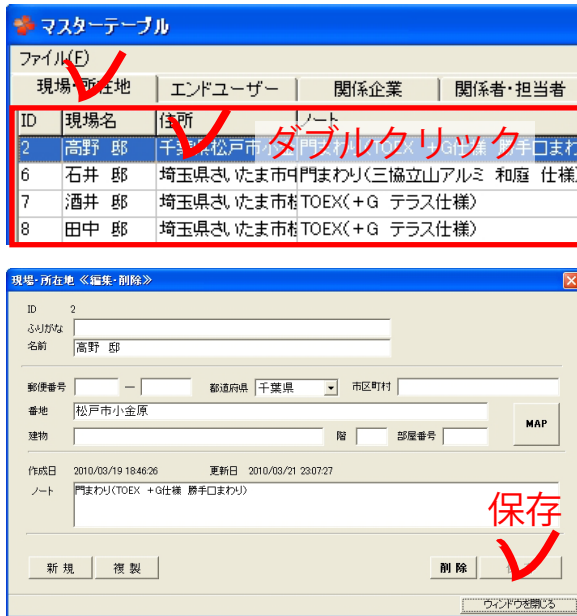 マスターテーブル
ファイル(F)
現場・所在地 エンドユーザー 関係企業 関係者・担当者
ID 現場名 住所 ノート
ダブルクリック
2 高野 邸 千葉県松戸市小金 門まわり(TOEX +G仕様 勝手口まわ
6 石井 邸 埼玉県さいたま市中 門まわり(三協立山アルミ 和庭 仕様)
7 酒井 邸 埼玉県さいたま市 TOEX(+G テラス仕様)
8 田中 邸 埼玉県さいたま市 TOEX(+G テラス仕様)
現場・所在地 ≪編集・削除≫
ID 2
ふりがな
名前 高野 邸
郵便番号 ー 都道府県 千葉県 市区町村
番地 松戸市小金原
MAP
建物 階 部屋番号
作成日 2010/03/19 18:46:26 更新日 2010/03/21 23:07:27
ノート 門まわり(TOEX +G仕様 勝手口まわり)
保存
新 規 複 製 削 除
ウィンドウを閉じる